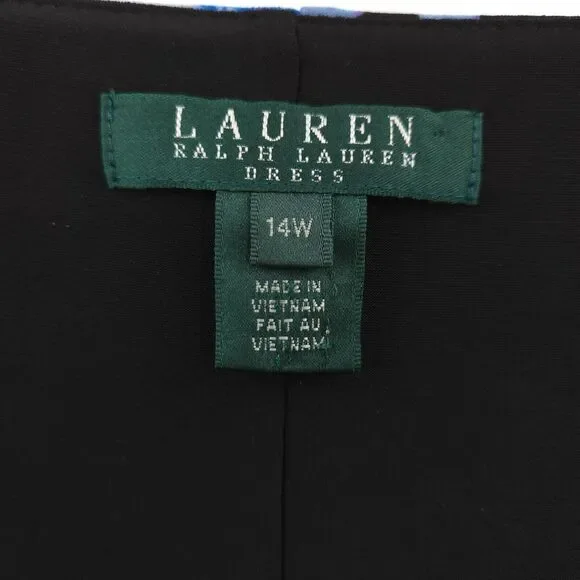 LAUREN
RALPH LAUREN
DRESS
14W
MADE IN
VIETNAM
FAIT AU
VIETNAM